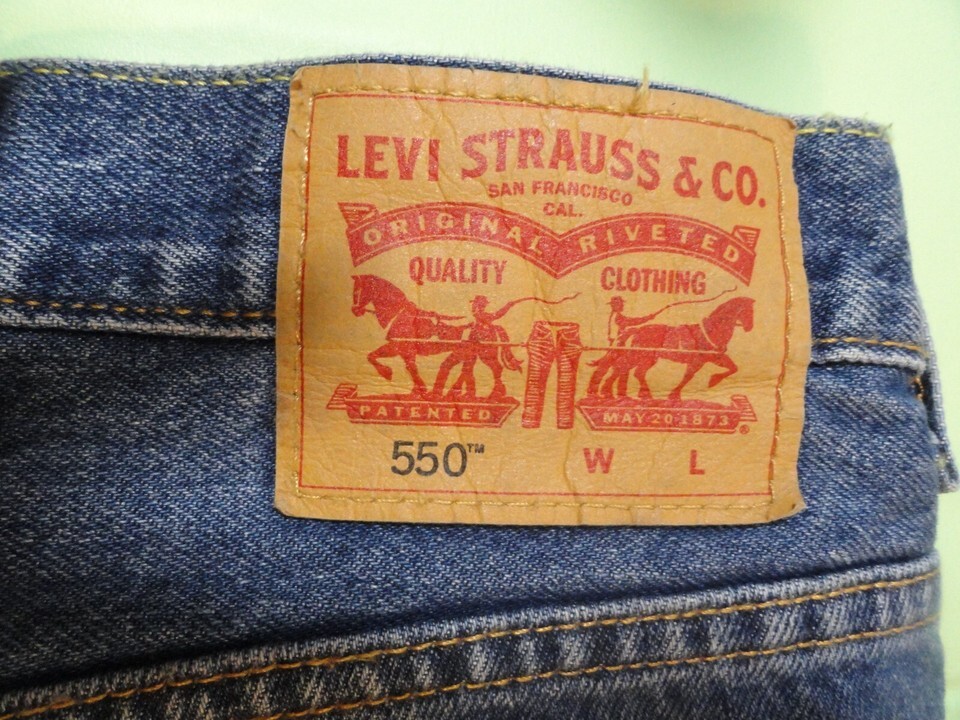 LEVI STRAUSS & CO.
SAN FRANCISCO
CAL.
ORIGINAL RIVETED
QUALITY CLOTHING
PATENTED MAY 20 1873 ®
550™ W L